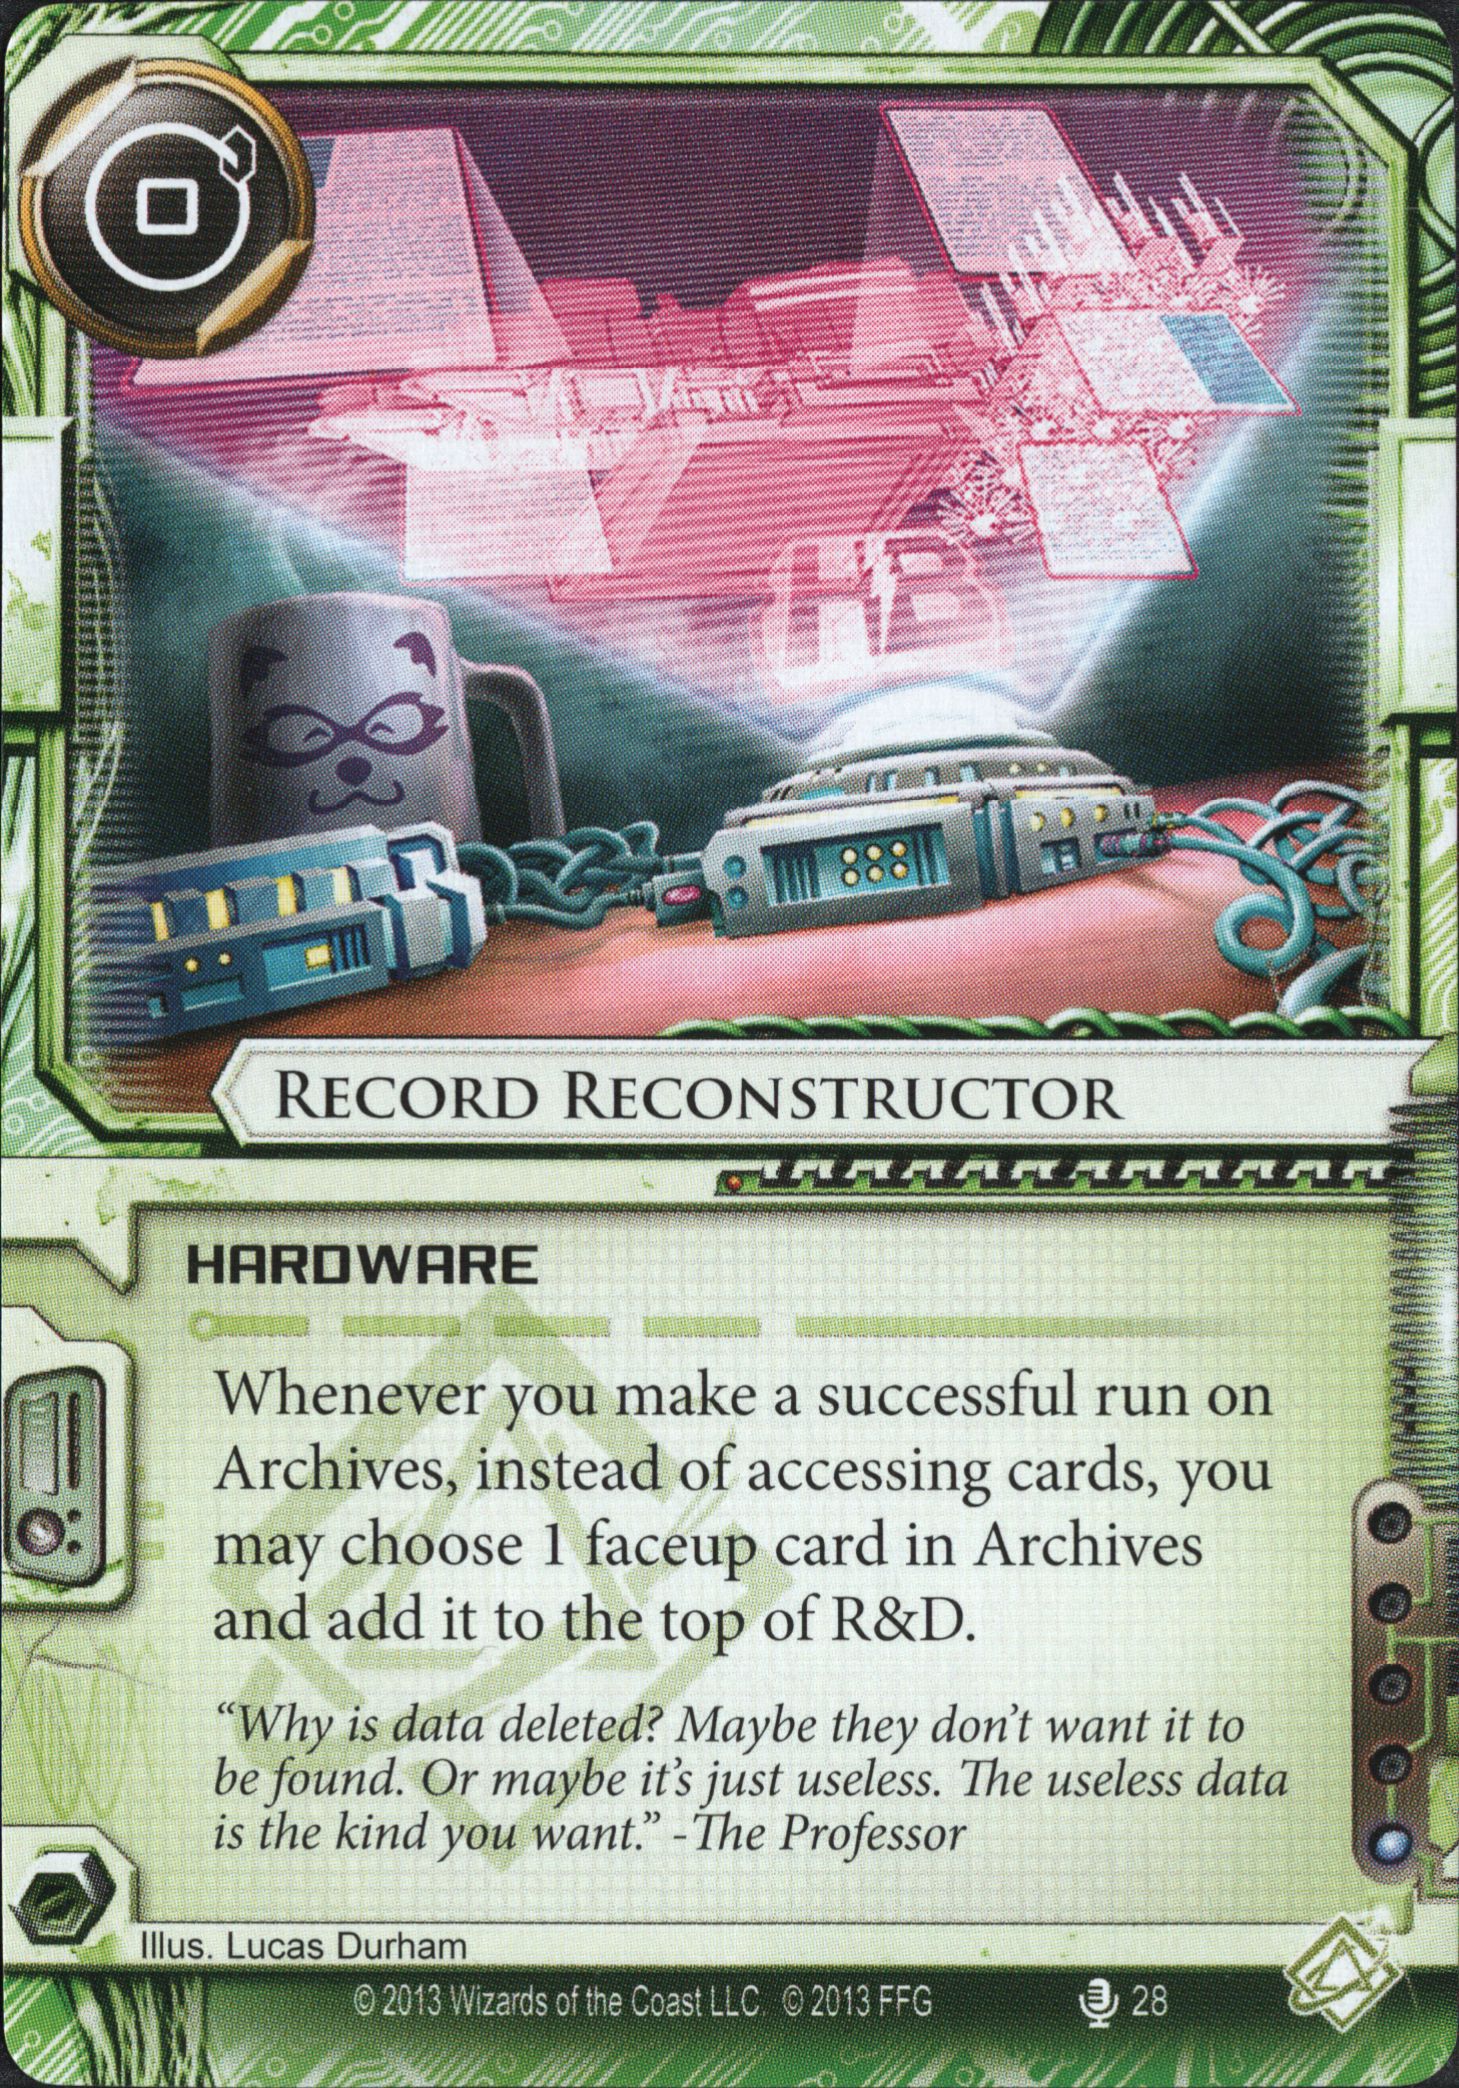 0
HB
RECORD RECONSTRUCTOR
HARDWARE
Whenever you make a successful run on
Archives, instead of accessing cards, you
may choose 1 faceup card in Archives
and add it to the top of R&D.
“Why is data deleted? Maybe they don’t want it to
be found. Or maybe it’s just useless. The useless data
is the kind you want.” -The Professor
Illus. Lucas Durham
© 2013 Wizards of the Coast LLC © 2013 FFG
28